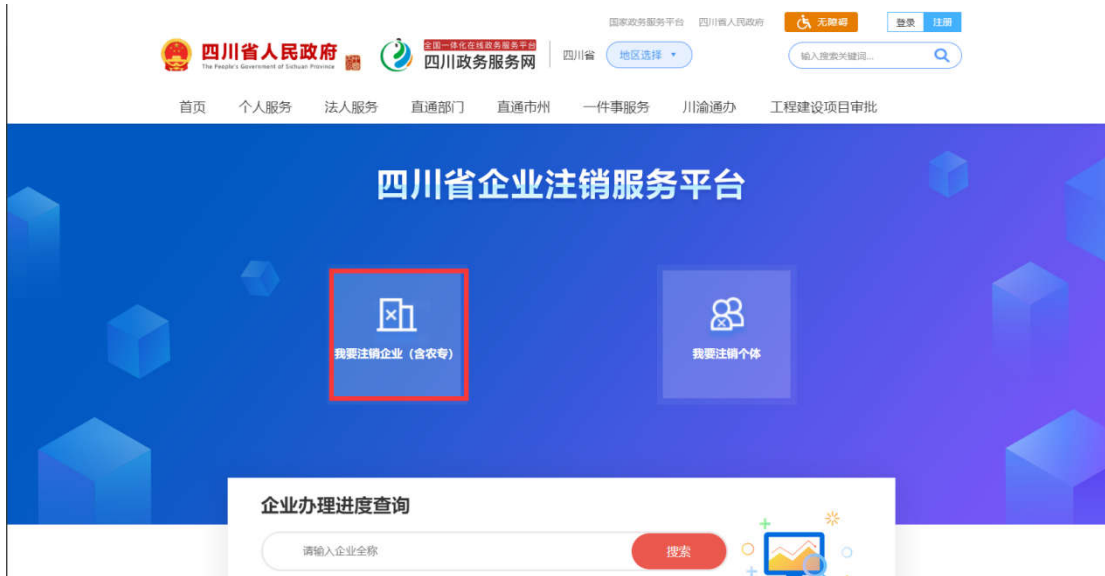 国家政务服务平台 四川省人民政府 无障碍 登录 注册
四川省人民政府
The People's Government of Sichuan Province
全国一体化在线政务服务平台
四川政务服务网
四川省 地区选择
输入搜索关键词...
首页 个人服务 法人服务 直通部门 直通市州 一件事服务 川渝通办 工程建设项目审批
四川省企业注销服务平台
我要注销企业（含农专） 我要注销个体
企业办理进度查询
请输入企业全称 搜索